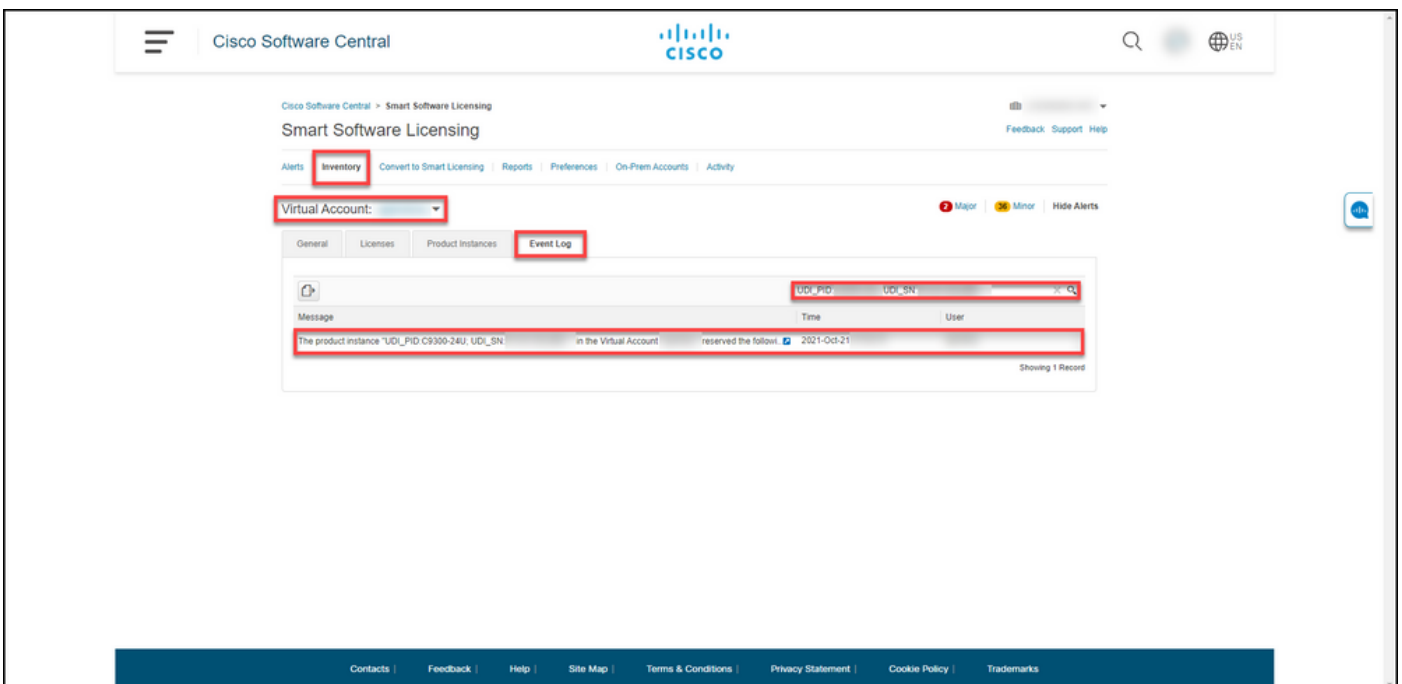 Cisco Software Central
CISCO
US
EN
Cisco Software Central > Smart Software Licensing
Smart Software Licensing
Feedback Support Help
Alerts Inventory Convert to Smart Licensing | Reports | Preferences | On-Prem Accounts | Activity
Virtual Account:
2 Major | 36 Minor | Hide Alerts
General Licenses Product Instances Event Log
UDI_PID: UDI_SN:
Message Time User
The product instance "UDI_PID:C9300-24U; UDI_SN: in the Virtual Account reserved the followi.. 2021-Oct-21
Showing 1 Record
Contacts | Feedback | Help | Site Map | Terms & Conditions | Privacy Statement | Cookie Policy | Trademarks